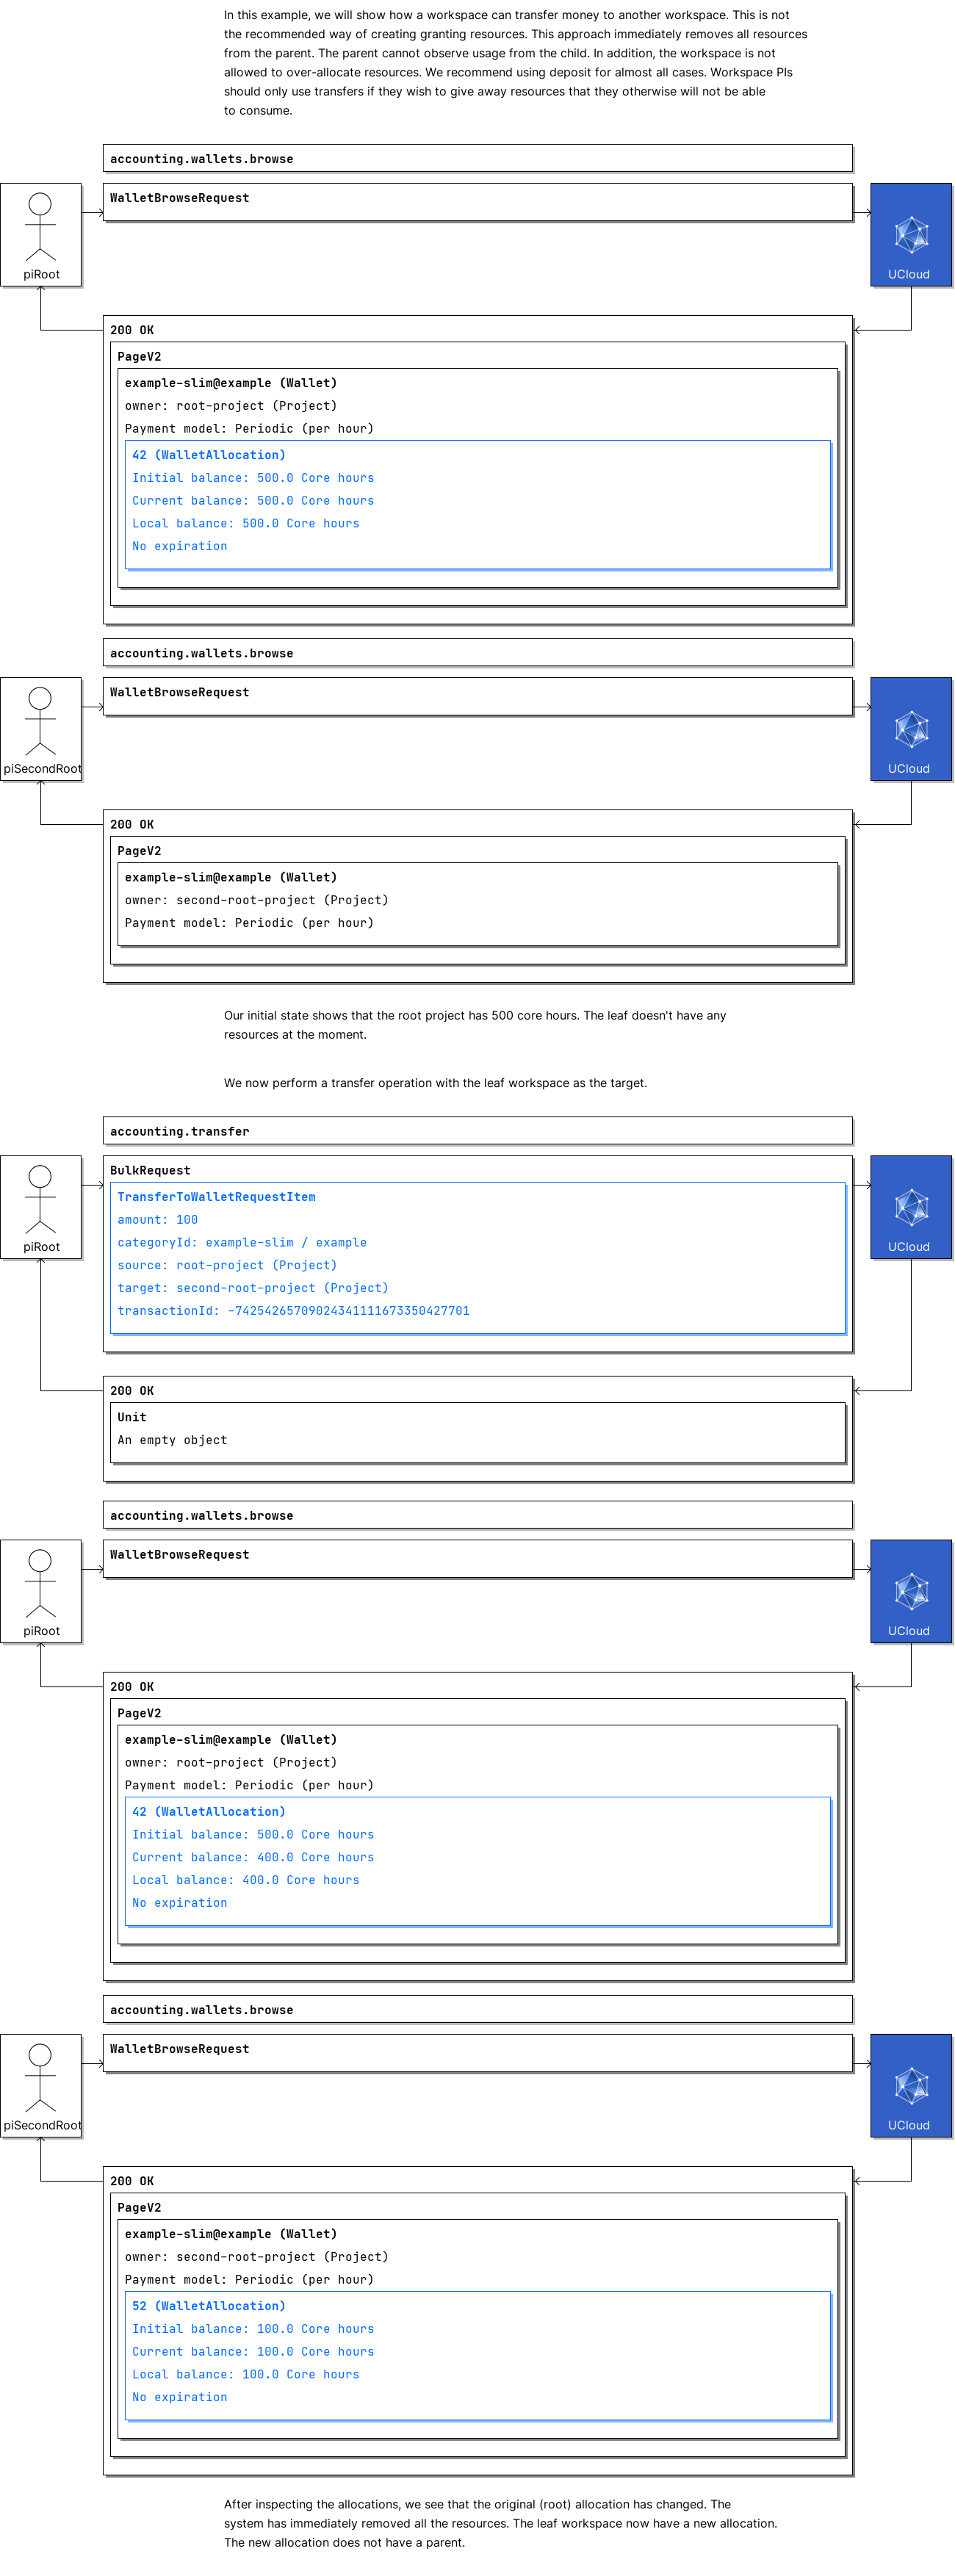 In this example, we will show how a workspace can transfer money to another workspace. This is not
the recommended way of creating granting resources. This approach immediately removes all resources
from the parent. The parent cannot observe usage from the child. In addition, the workspace is not
allowed to over-allocate resources. We recommend using deposit for almost all cases. Workspace PIs
should only use transfers if they wish to give away resources that they otherwise will not be able
to consume.
accounting.wallets.browse
WalletBrowseRequest
piRoot
UCloud
200 OK
PageV2
example-slim@example (Wallet)
owner: root-project (Project)
Payment model: Periodic (per hour)
42 (WalletAllocation)
Initial balance: 500.0 Core hours
Current balance: 500.0 Core hours
Local balance: 500.0 Core hours
No expiration
accounting.wallets.browse
WalletBrowseRequest
piSecondRoot
UCloud
200 OK
PageV2
example-slim@example (Wallet)
owner: second-root-project (Project)
Payment model: Periodic (per hour)
Our initial state shows that the root project has 500 core hours. The leaf doesn't have any
resources at the moment.
We now perform a transfer operation with the leaf workspace as the target.
accounting.transfer
BulkRequest
TransferToWalletRequestItem
amount: 100
categoryId: example-slim / example
source: root-project (Project)
target: second-root-project (Project)
transactionId: -74254265709024341111673350427701
piRoot
UCloud
200 OK
Unit
An empty object
accounting.wallets.browse
WalletBrowseRequest
piRoot
UCloud
200 OK
PageV2
example-slim@example (Wallet)
owner: root-project (Project)
Payment model: Periodic (per hour)
42 (WalletAllocation)
Initial balance: 500.0 Core hours
Current balance: 400.0 Core hours
Local balance: 400.0 Core hours
No expiration
accounting.wallets.browse
WalletBrowseRequest
piSecondRoot
UCloud
200 OK
PageV2
example-slim@example (Wallet)
owner: second-root-project (Project)
Payment model: Periodic (per hour)
52 (WalletAllocation)
Initial balance: 100.0 Core hours
Current balance: 100.0 Core hours
Local balance: 100.0 Core hours
No expiration
After inspecting the allocations, we see that the original (root) allocation has changed. The
system has immediately removed all the resources. The leaf workspace now have a new allocation.
The new allocation does not have a parent.